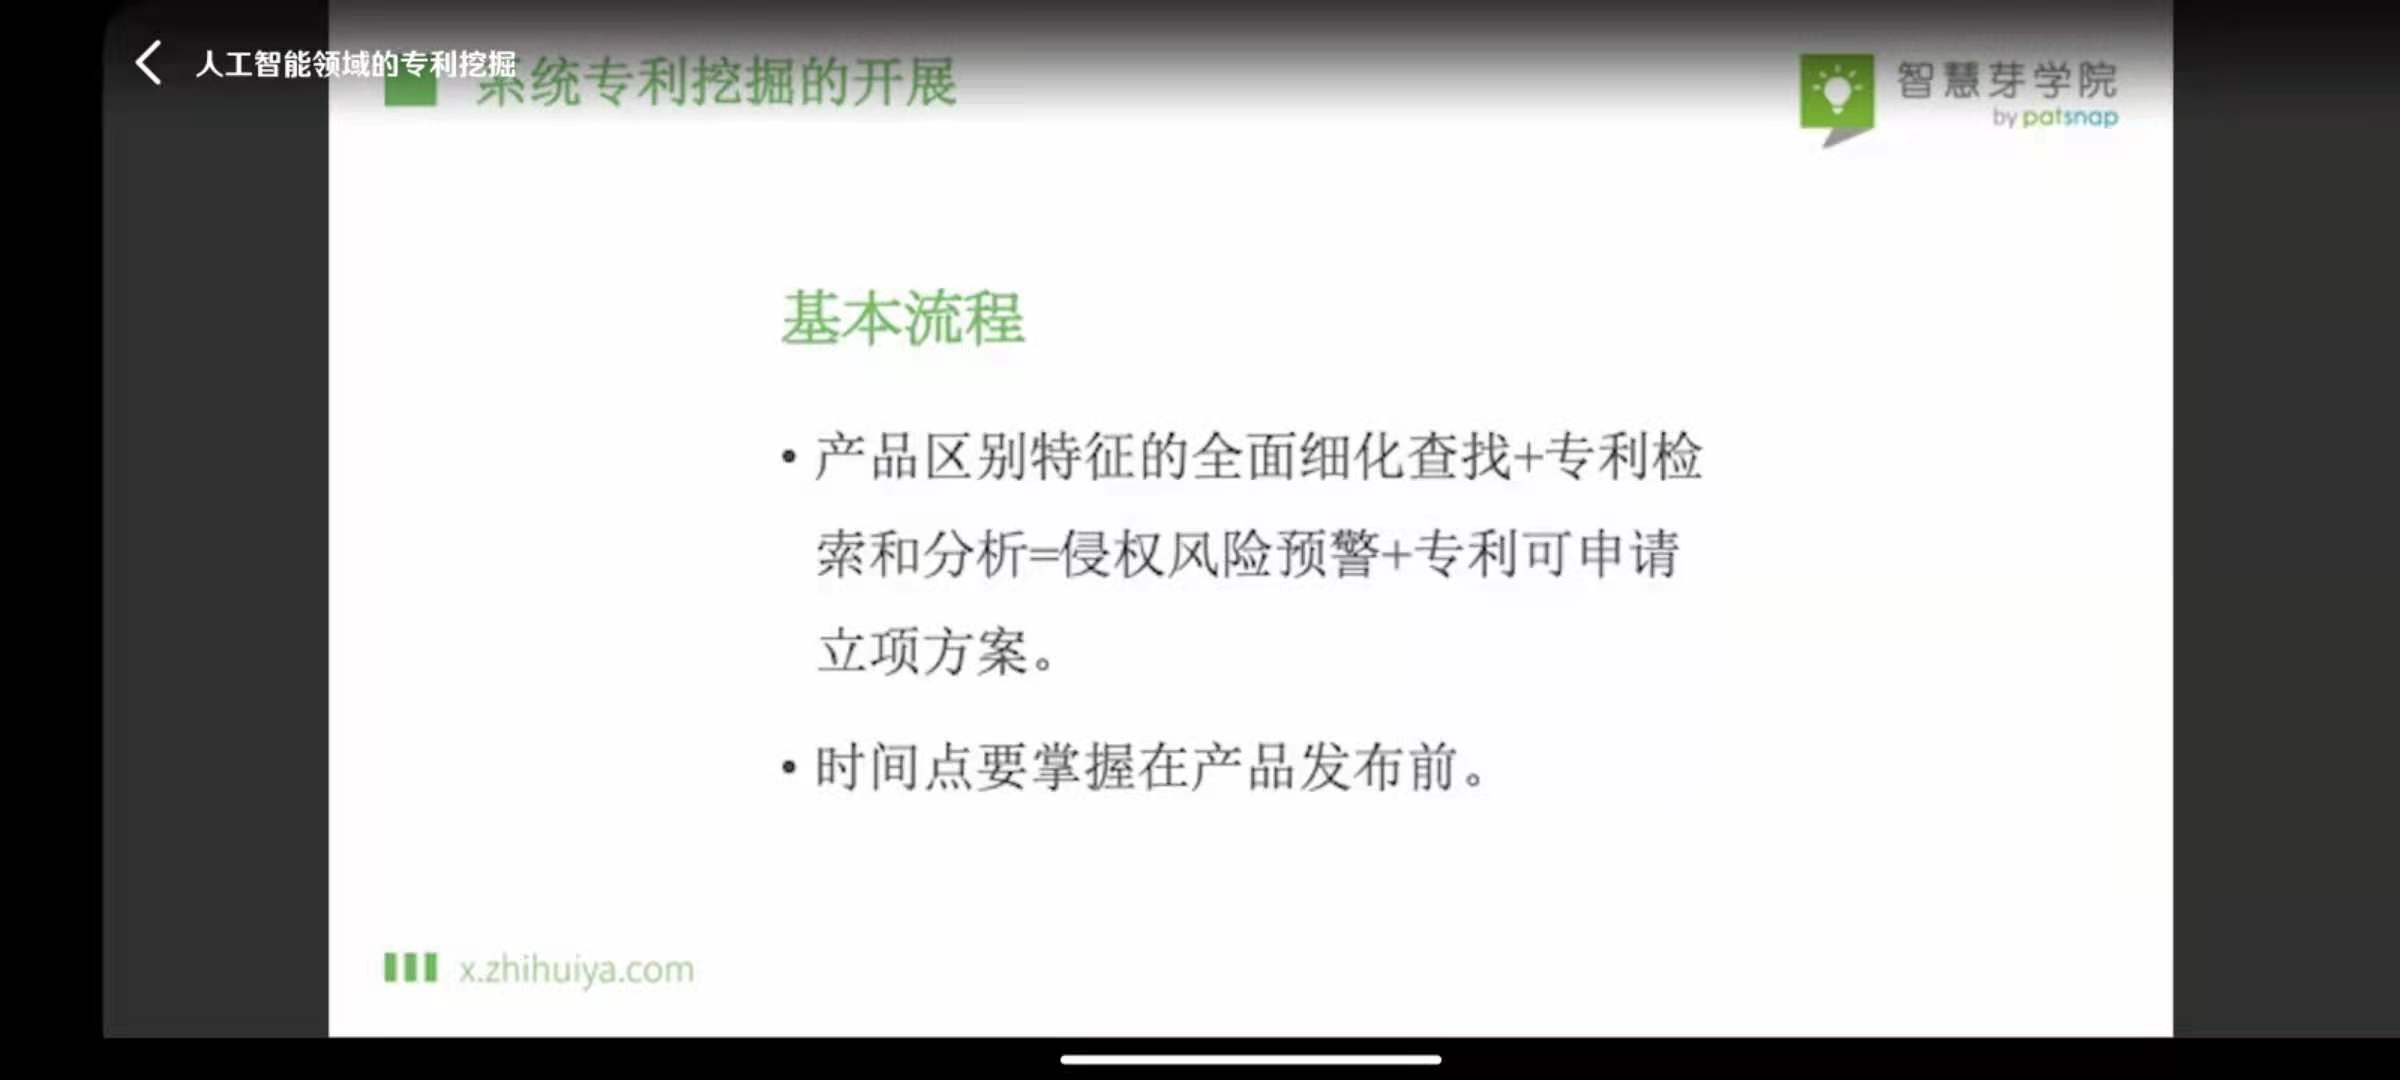 人工智能领域的专利挖掘
系统专利挖掘的开展
智慧芽学院
by patsnap
基本流程
• 产品区别特征的全面细化查找+专利检
索和分析=侵权风险预警+专利可申请
立项方案。
• 时间点要掌握在产品发布前。
x.zhihuiya.com